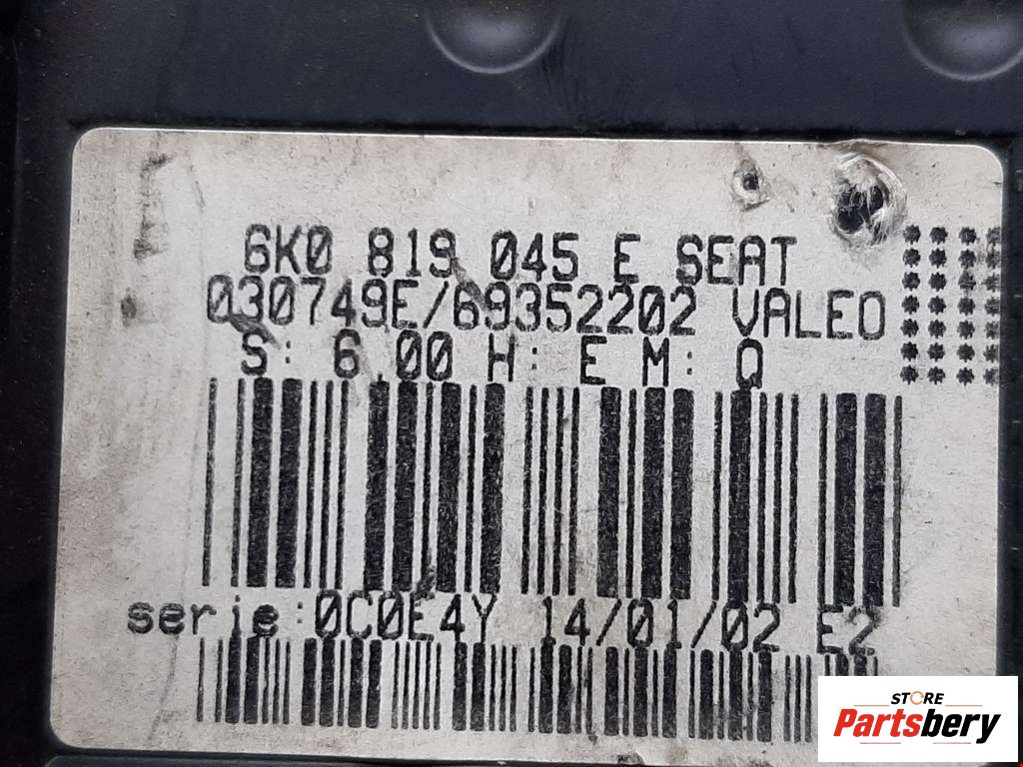 6K0 819 045 E SEAT
030749E/69352202 VALEO
S: 6,00 H: E M: Q
serie:0C0E4Y 14/01/02 E2
STORE
Partsbery